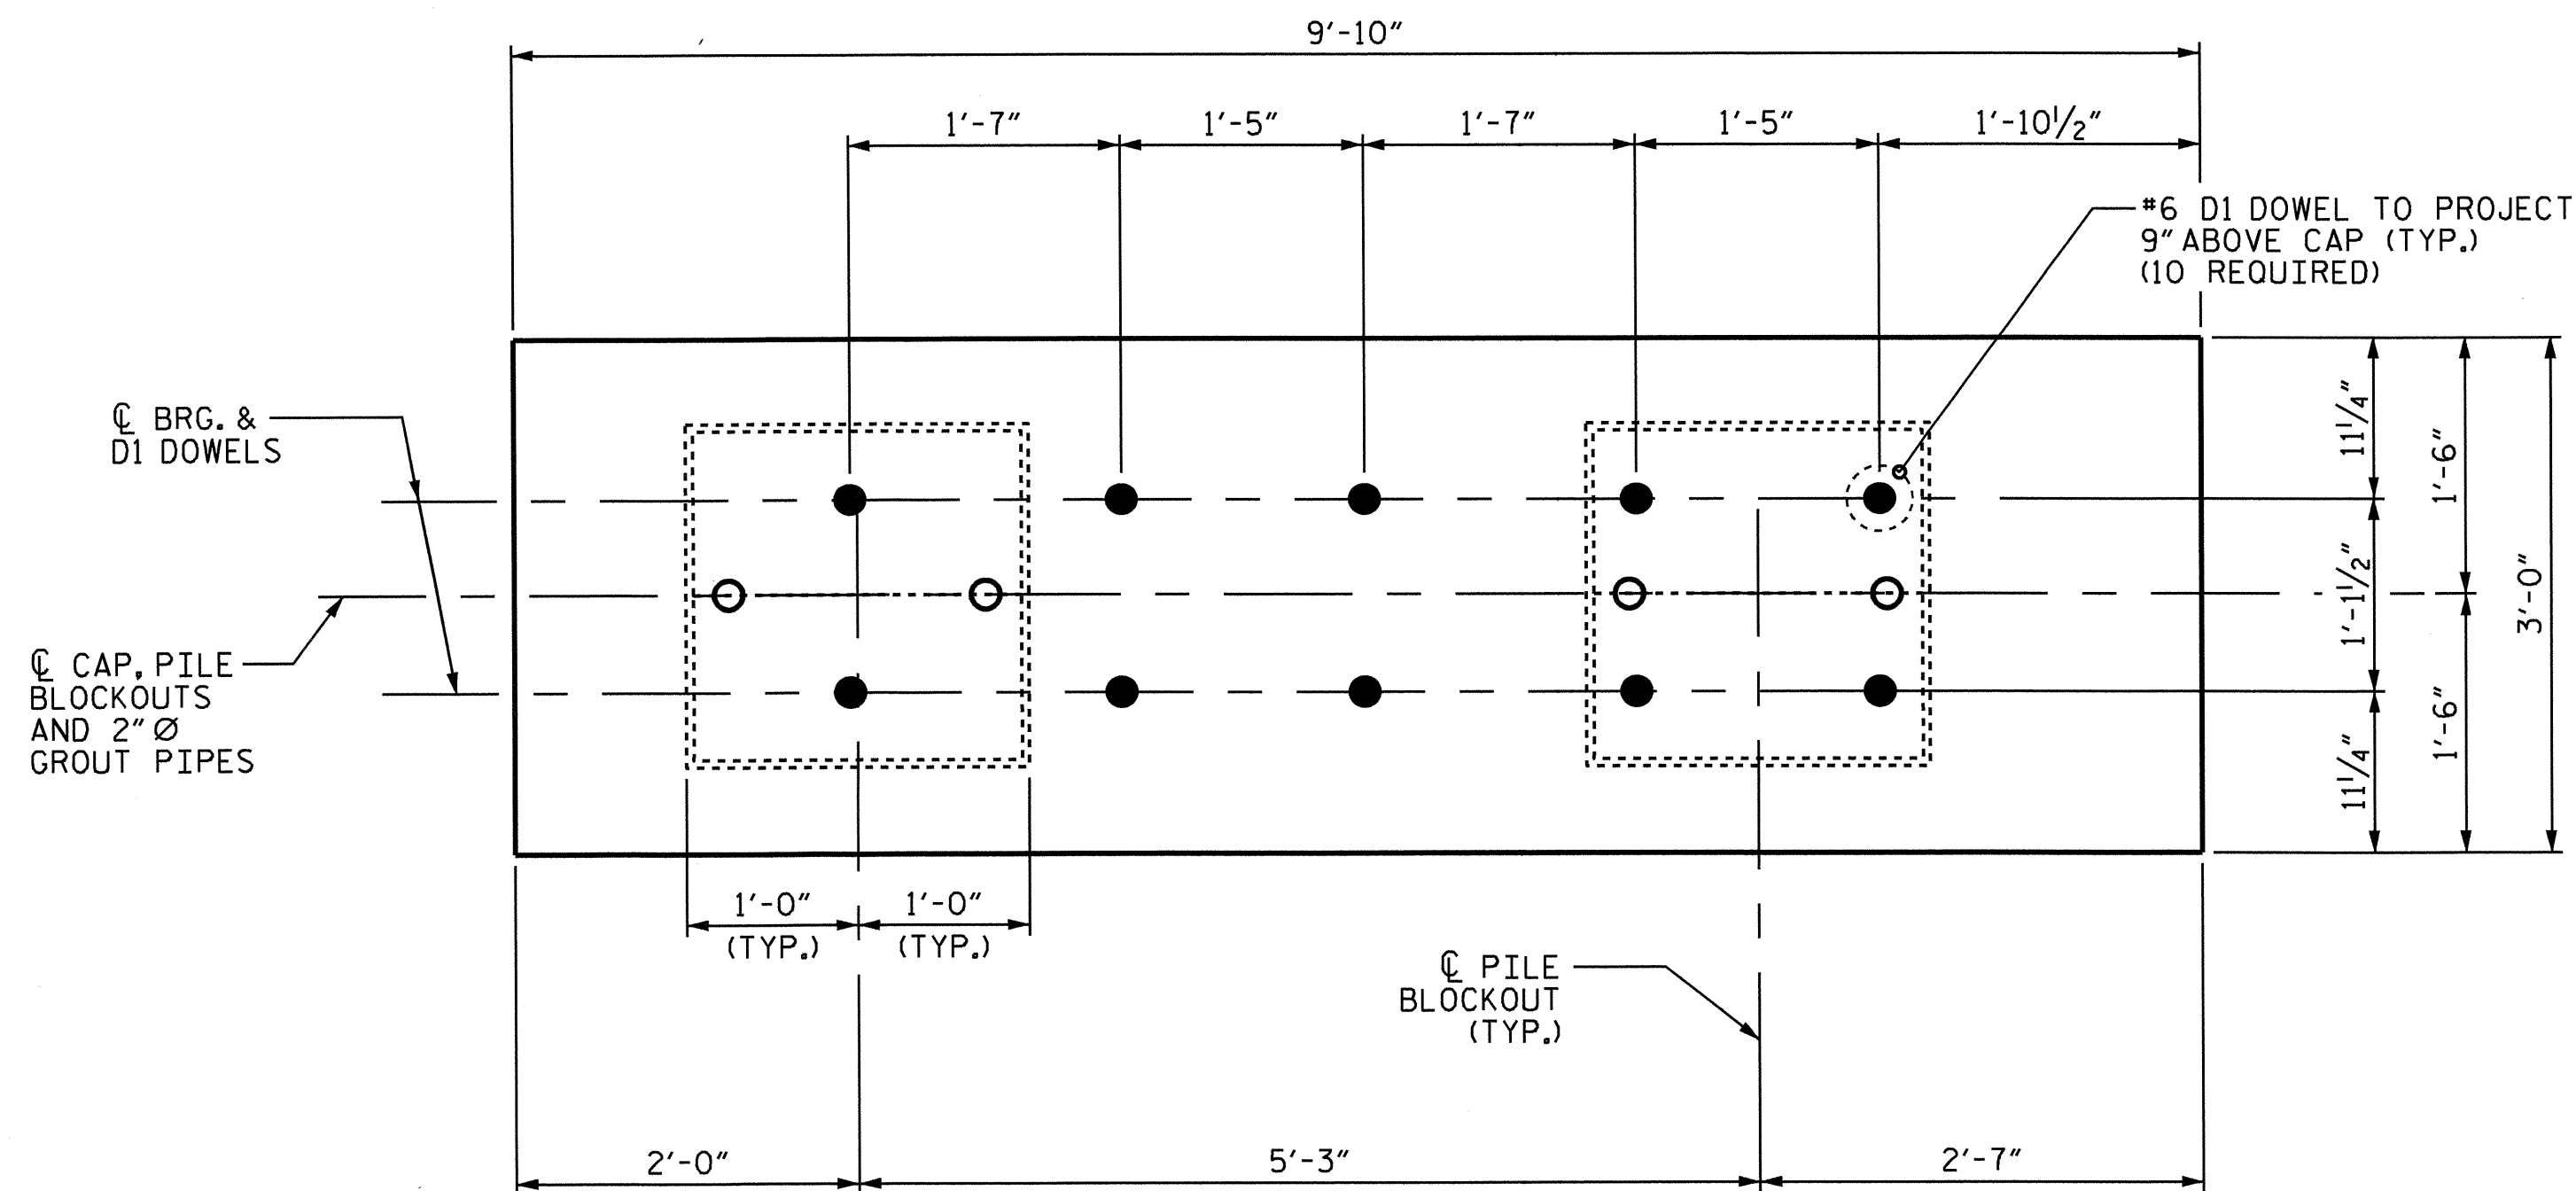 9'-10"
1'-7"
1'-5"
1'-7"
1'-5"
1'-10 1/2"
#6 D1 DOWEL TO PROJECT
9" ABOVE CAP (TYP.)
(10 REQUIRED)
℄ BRG. &
D1 DOWELS
℄ CAP, PILE
BLOCKOUTS
AND 2" Ø
GROUT PIPES
11 1/4"
1'-1 1/2"
11 1/4"
1'-6"
1'-6"
3'-0"
1'-0"
(TYP.)
1'-0"
(TYP.)
℄ PILE
BLOCKOUT
(TYP.)
2'-0"
5'-3"
2'-7"